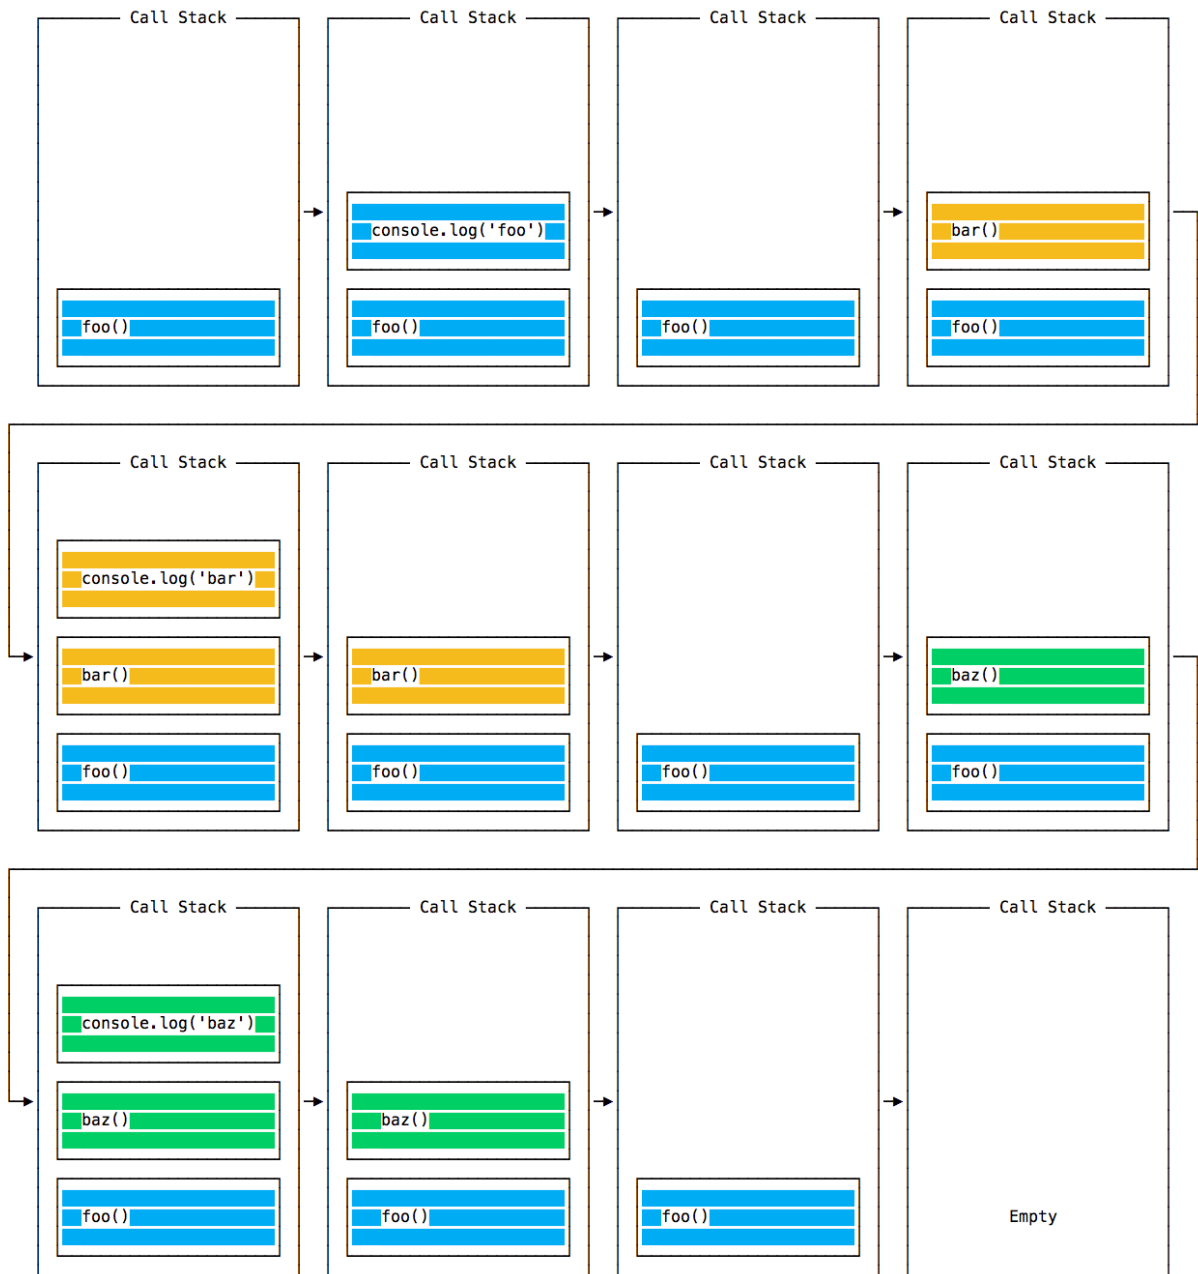 Call Stack
foo()
Call Stack
console.log('foo')
foo()
Call Stack
foo()
Call Stack
bar()
foo()
Call Stack
console.log('bar')
bar()
foo()
Call Stack
bar()
foo()
Call Stack
foo()
Call Stack
baz()
foo()
Call Stack
console.log('baz')
baz()
foo()
Call Stack
baz()
foo()
Call Stack
foo()
Call Stack
Empty